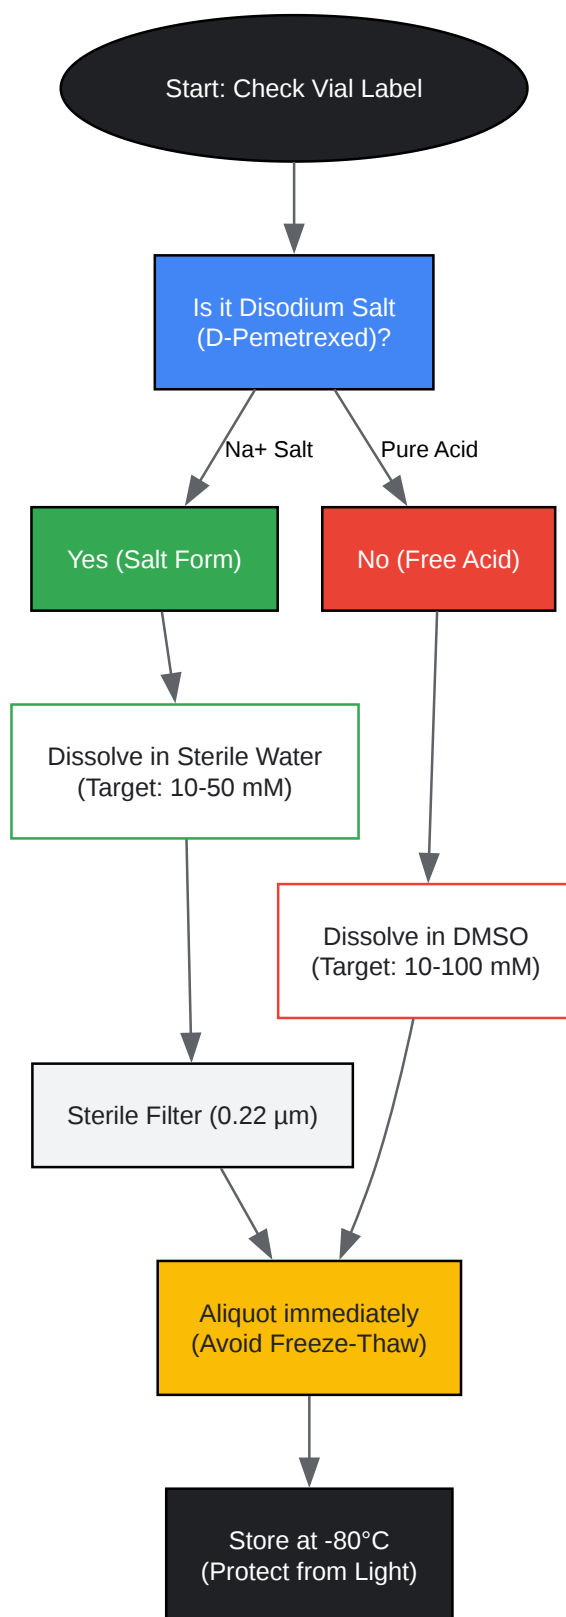 Start: Check Vial Label
Is it Disodium Salt
(D-Pemetrexed)?
Na+ Salt
Pure Acid
Yes (Salt Form)
No (Free Acid)
Dissolve in Sterile Water
(Target: 10-50 mM)
Dissolve in DMSO
(Target: 10-100 mM)
Sterile Filter (0.22 µm)
Aliquot immediately
(Avoid Freeze-Thaw)
Store at -80°C
(Protect from Light)